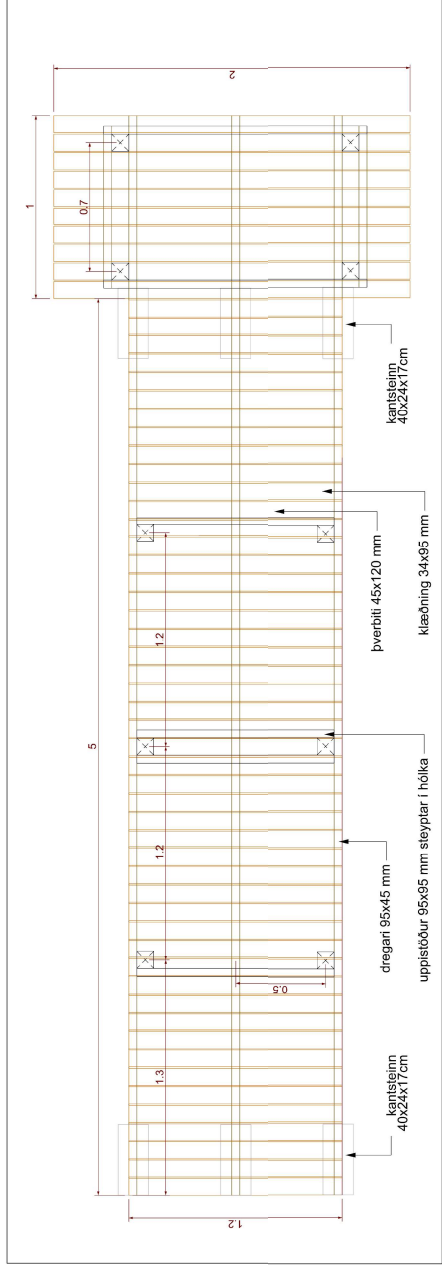 2
1
0.7
5
1.2
1.2
1.3
0.5
1.2
kantsteinn
40x24x17cm
þverbiti 45x120 mm
klæðning 34x95 mm
dregari 95x45 mm
uppistöður 95x95 mm steyptar í hólka
kantsteinn
40x24x17cm